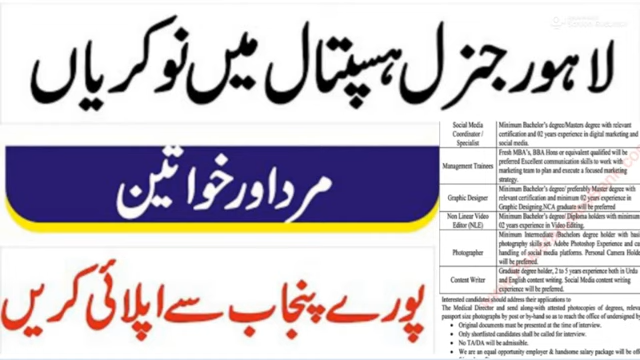 لاہور جنرل ہسپتال میں نوکریاں
مرد اور خواتین
پورے پنجاب سے اپلائی کریں
Social Media Coordinator / Specialist
Minimum Bachelor's degree/Masters degree with relevant
certification and 02 years experience in digital marketing and
social media.
Management Trainees
Fresh MBA's, BBA Hons or equivalent qualified will be
preferred Excellent communication skills to work with
marketing team to plan and execute a focused marketing
strategy.
Graphic Designer
Minimum Bachelor's degree/ preferably Master degree with
relevant certification and minimum 02 years experience in
Graphic Designing.NCA graduate will be preferred
Non Linear Video Editor (NLE)
Minimum Bachelor's degree/ Diploma holders with minimum
02 years experience in Video Editing.
Photographer
Minimum Intermediate /Bachelors degree holder with
photography skills set. Adobe Photoshop Experience and
handling of social media platforms. Personal Camera
will be preferred.
Content Writer
Graduate degree holder, 2 to 5 years experience both in Urdu
and English content writing. Social Media content writing
experience will be preferred.
Interested candidates should address their applications to
The Medical Director and send along-with attested photocopies of degrees,
passport size photographs by post or by-hand so as to reach the office of undersigned
• Original documents must be presented at the time of interview.
• Only shortlisted candidates shall be called for interview.
• No TA/DA will be admissible.
• We are an equal opportunity employer & handsome salary package will be